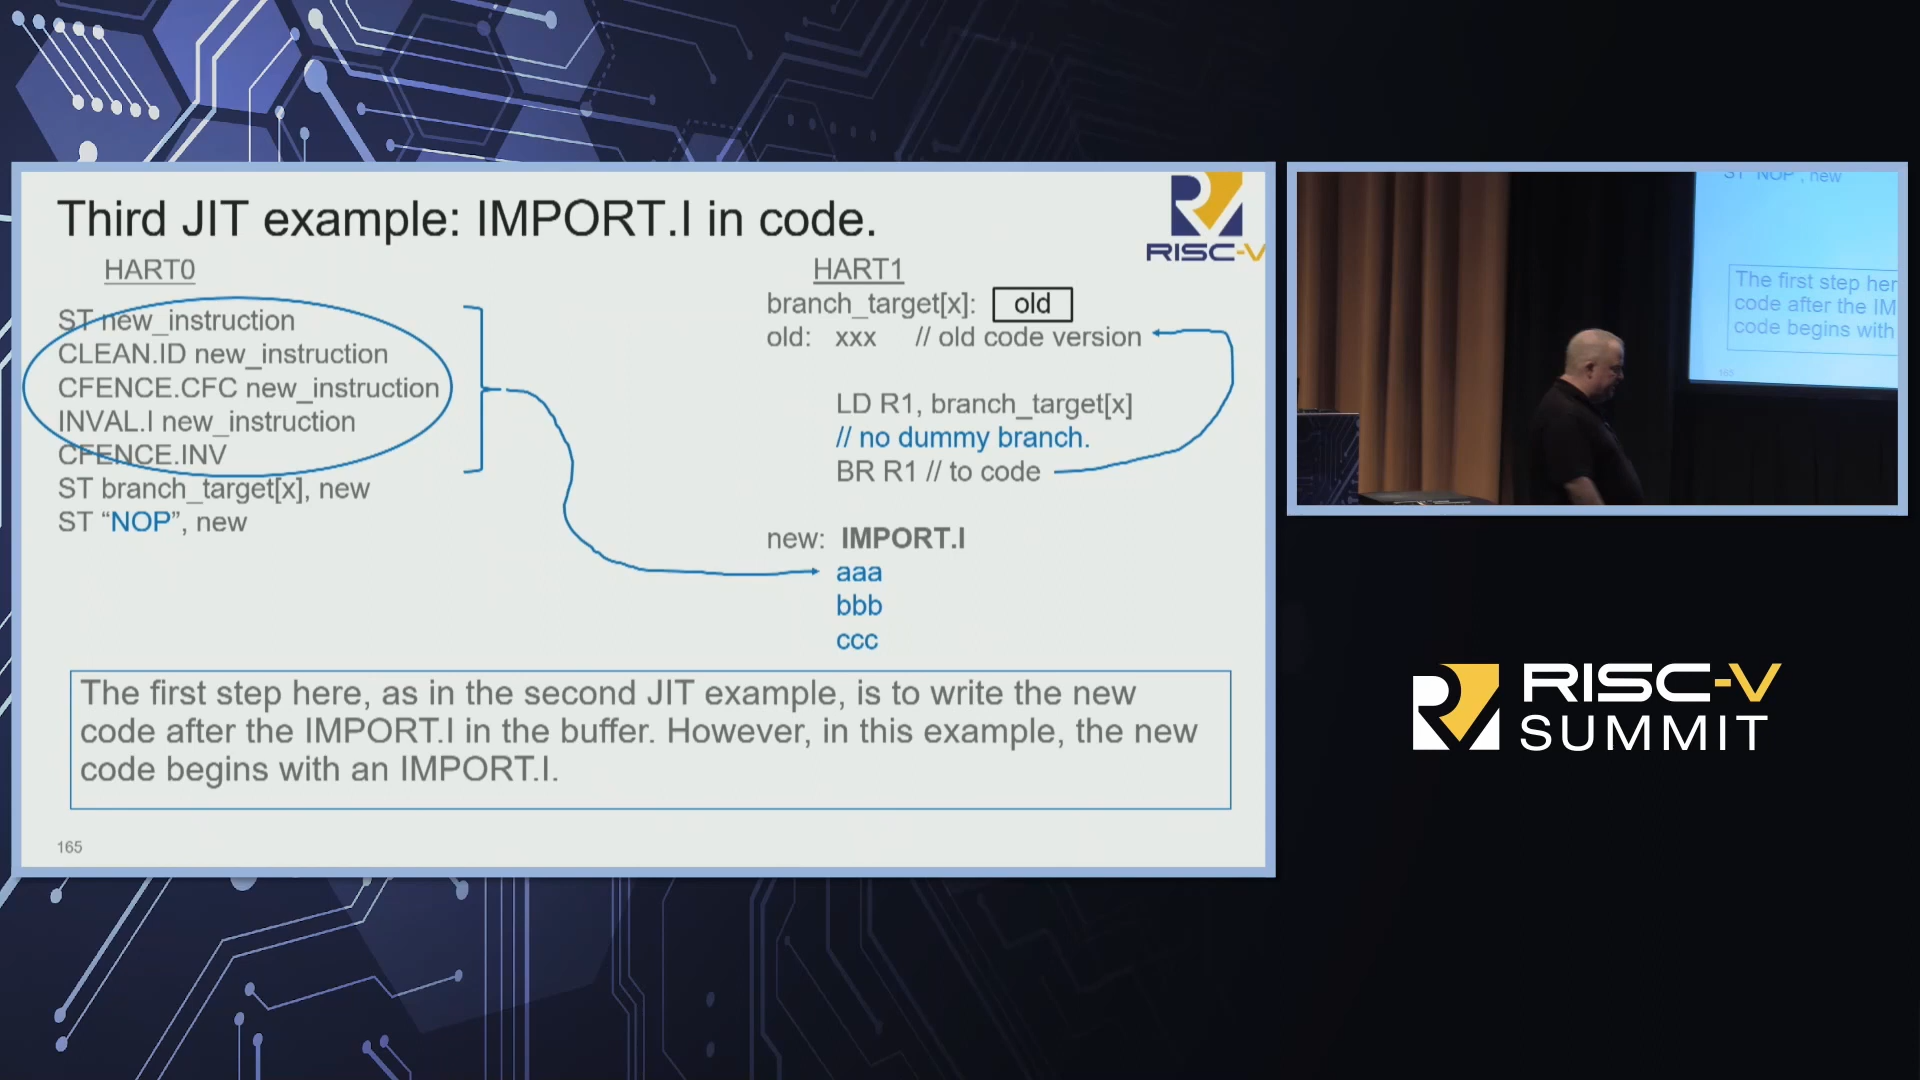 Third JIT example: IMPORT.I in code.
RISC-V
HART0
ST new_instruction
CLEAN.ID new_instruction
CFENCE.CFC new_instruction
INVAL.I new_instruction
CFENCE.INV
ST branch_target[x], new
ST “NOP”, new
HART1
branch_target[x]: old
old: xxx // old code version
LD R1, branch_target[x]
// no dummy branch.
BR R1 // to code
new: IMPORT.I
aaa
bbb
ccc
The first step here, as in the second JIT example, is to write the new
code after the IMPORT.I in the buffer. However, in this example, the new
code begins with an IMPORT.I.
165
ST "NOP", new
The first step her
code after the IM
code begins with
165
RISC-V
SUMMIT